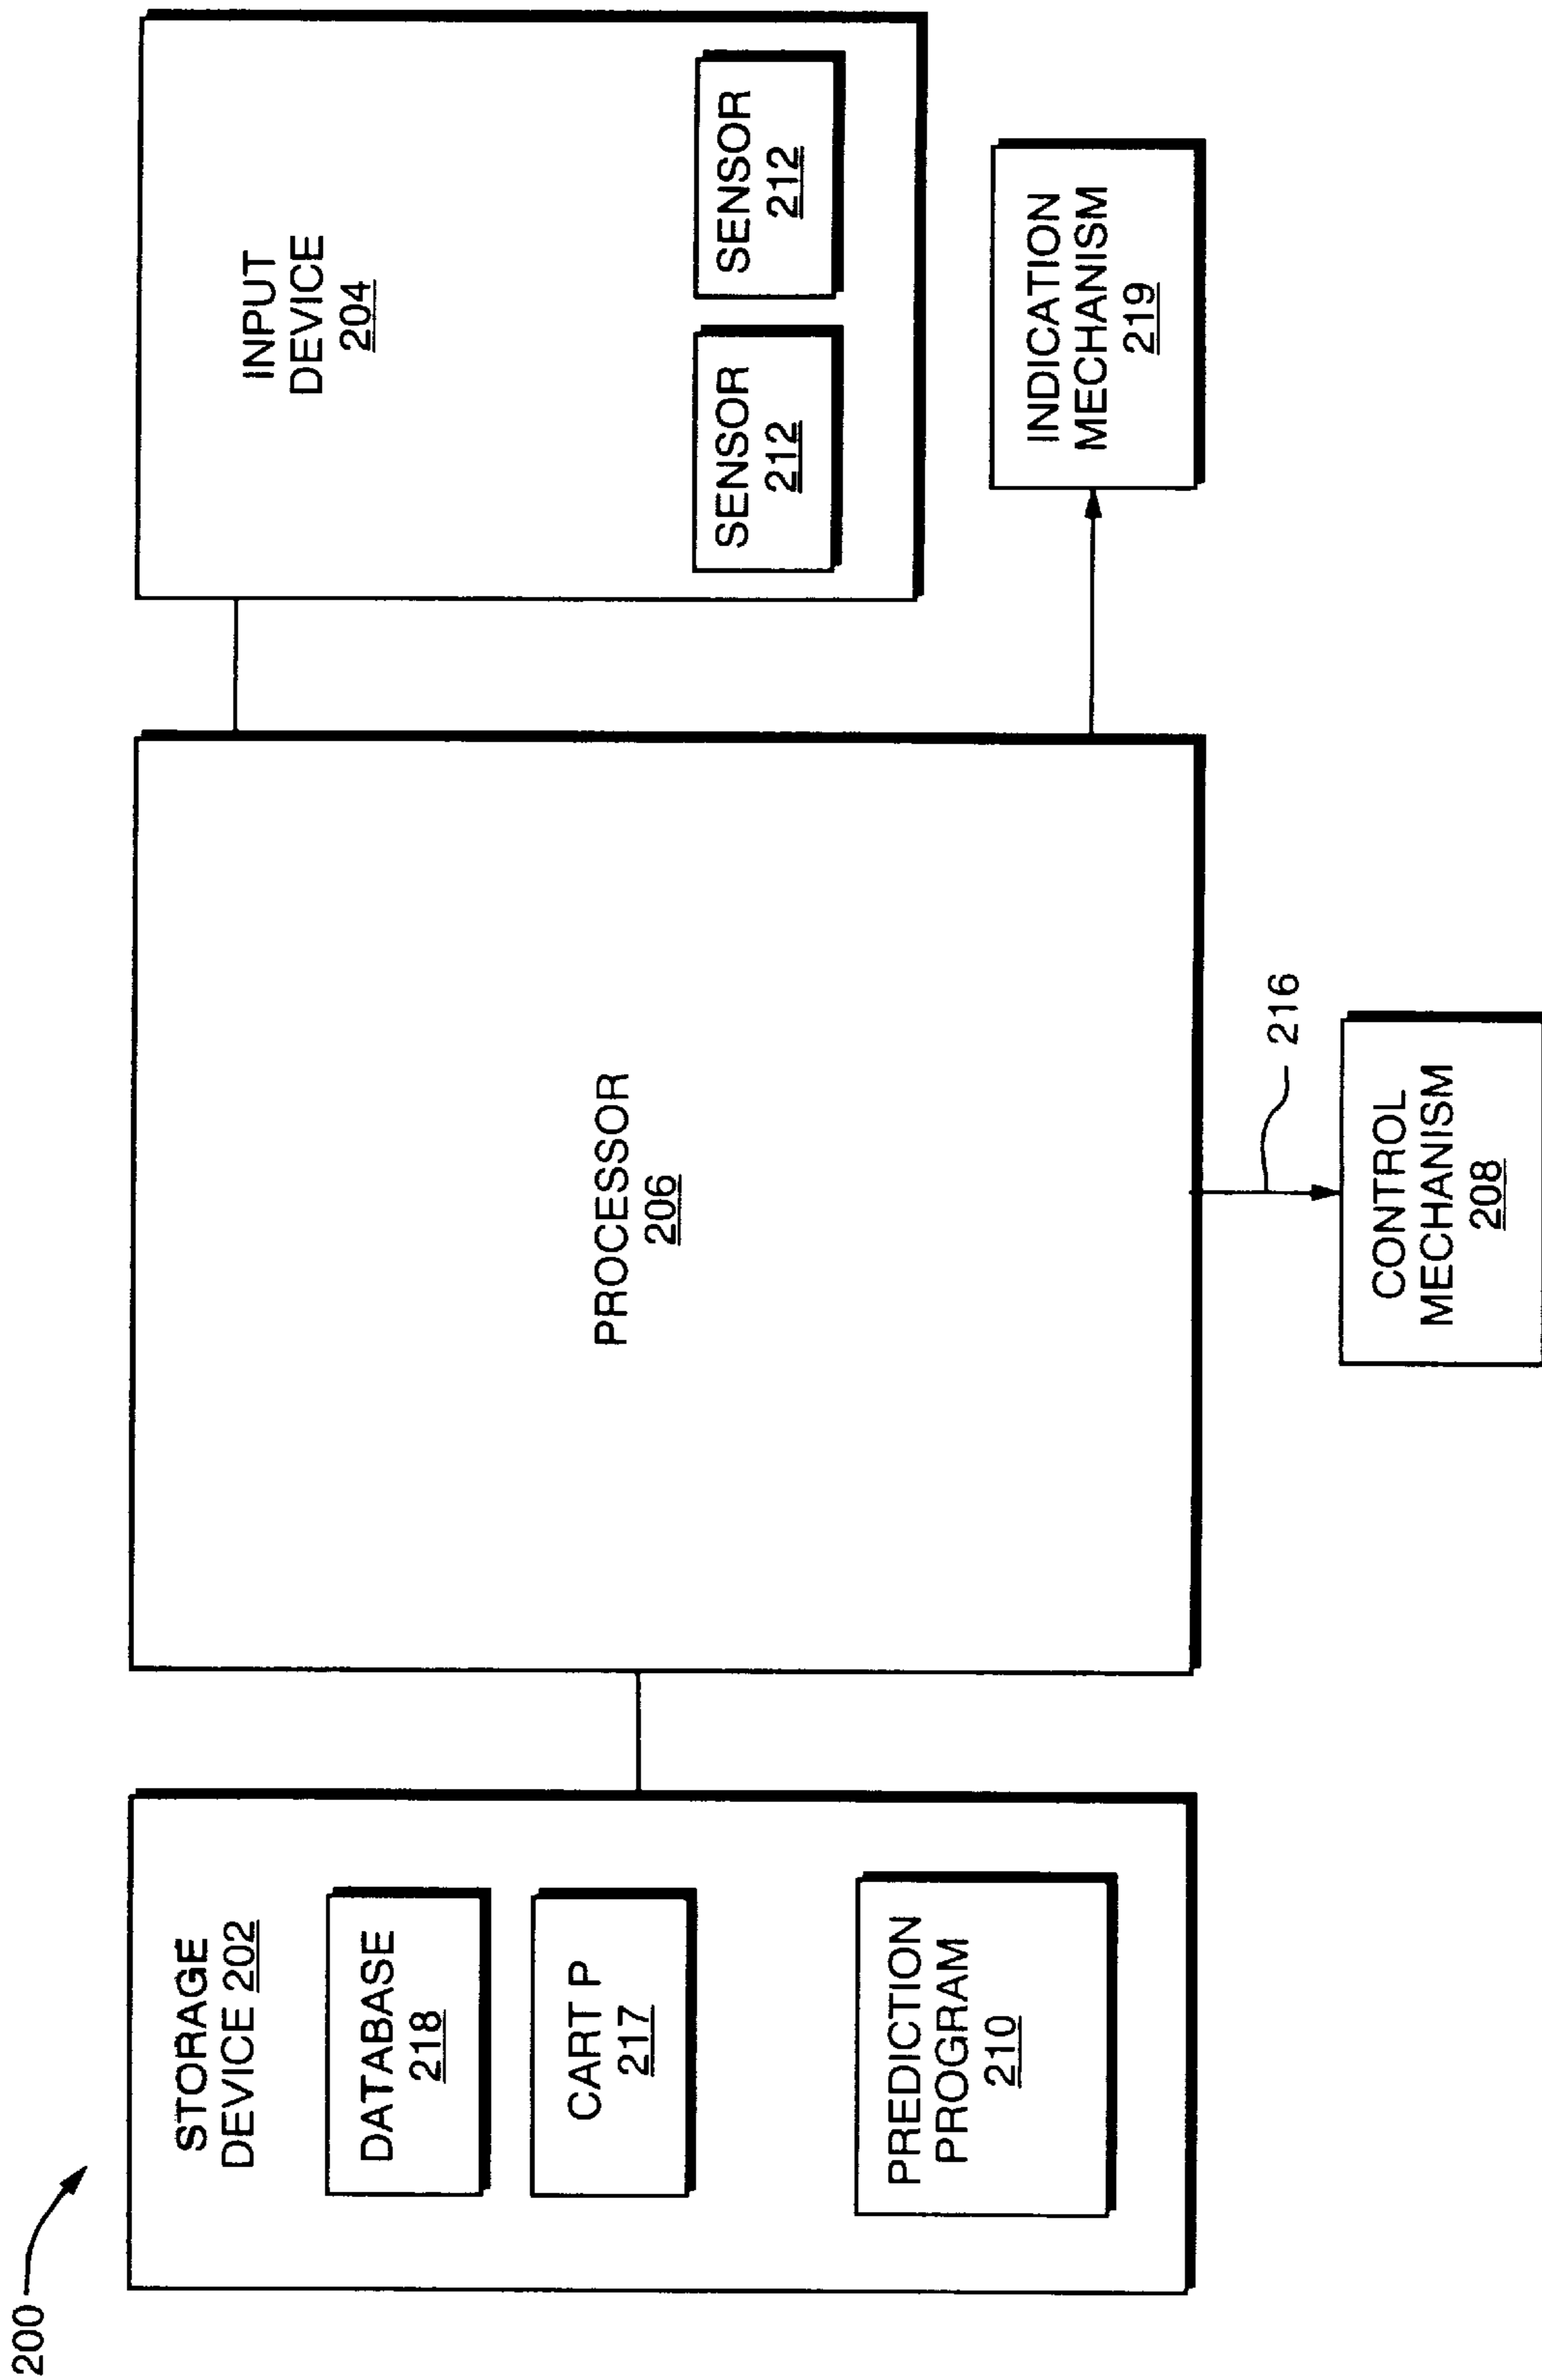 200
STORAGE
DEVICE 202
DATABASE
218
CART P
217
PREDICTION
PROGRAM
210
PROCESSOR
206
216
CONTROL
MECHANISM
208
INPUT
DEVICE
204
SENSOR
212
SENSOR
212
INDICATION
MECHANISM
219